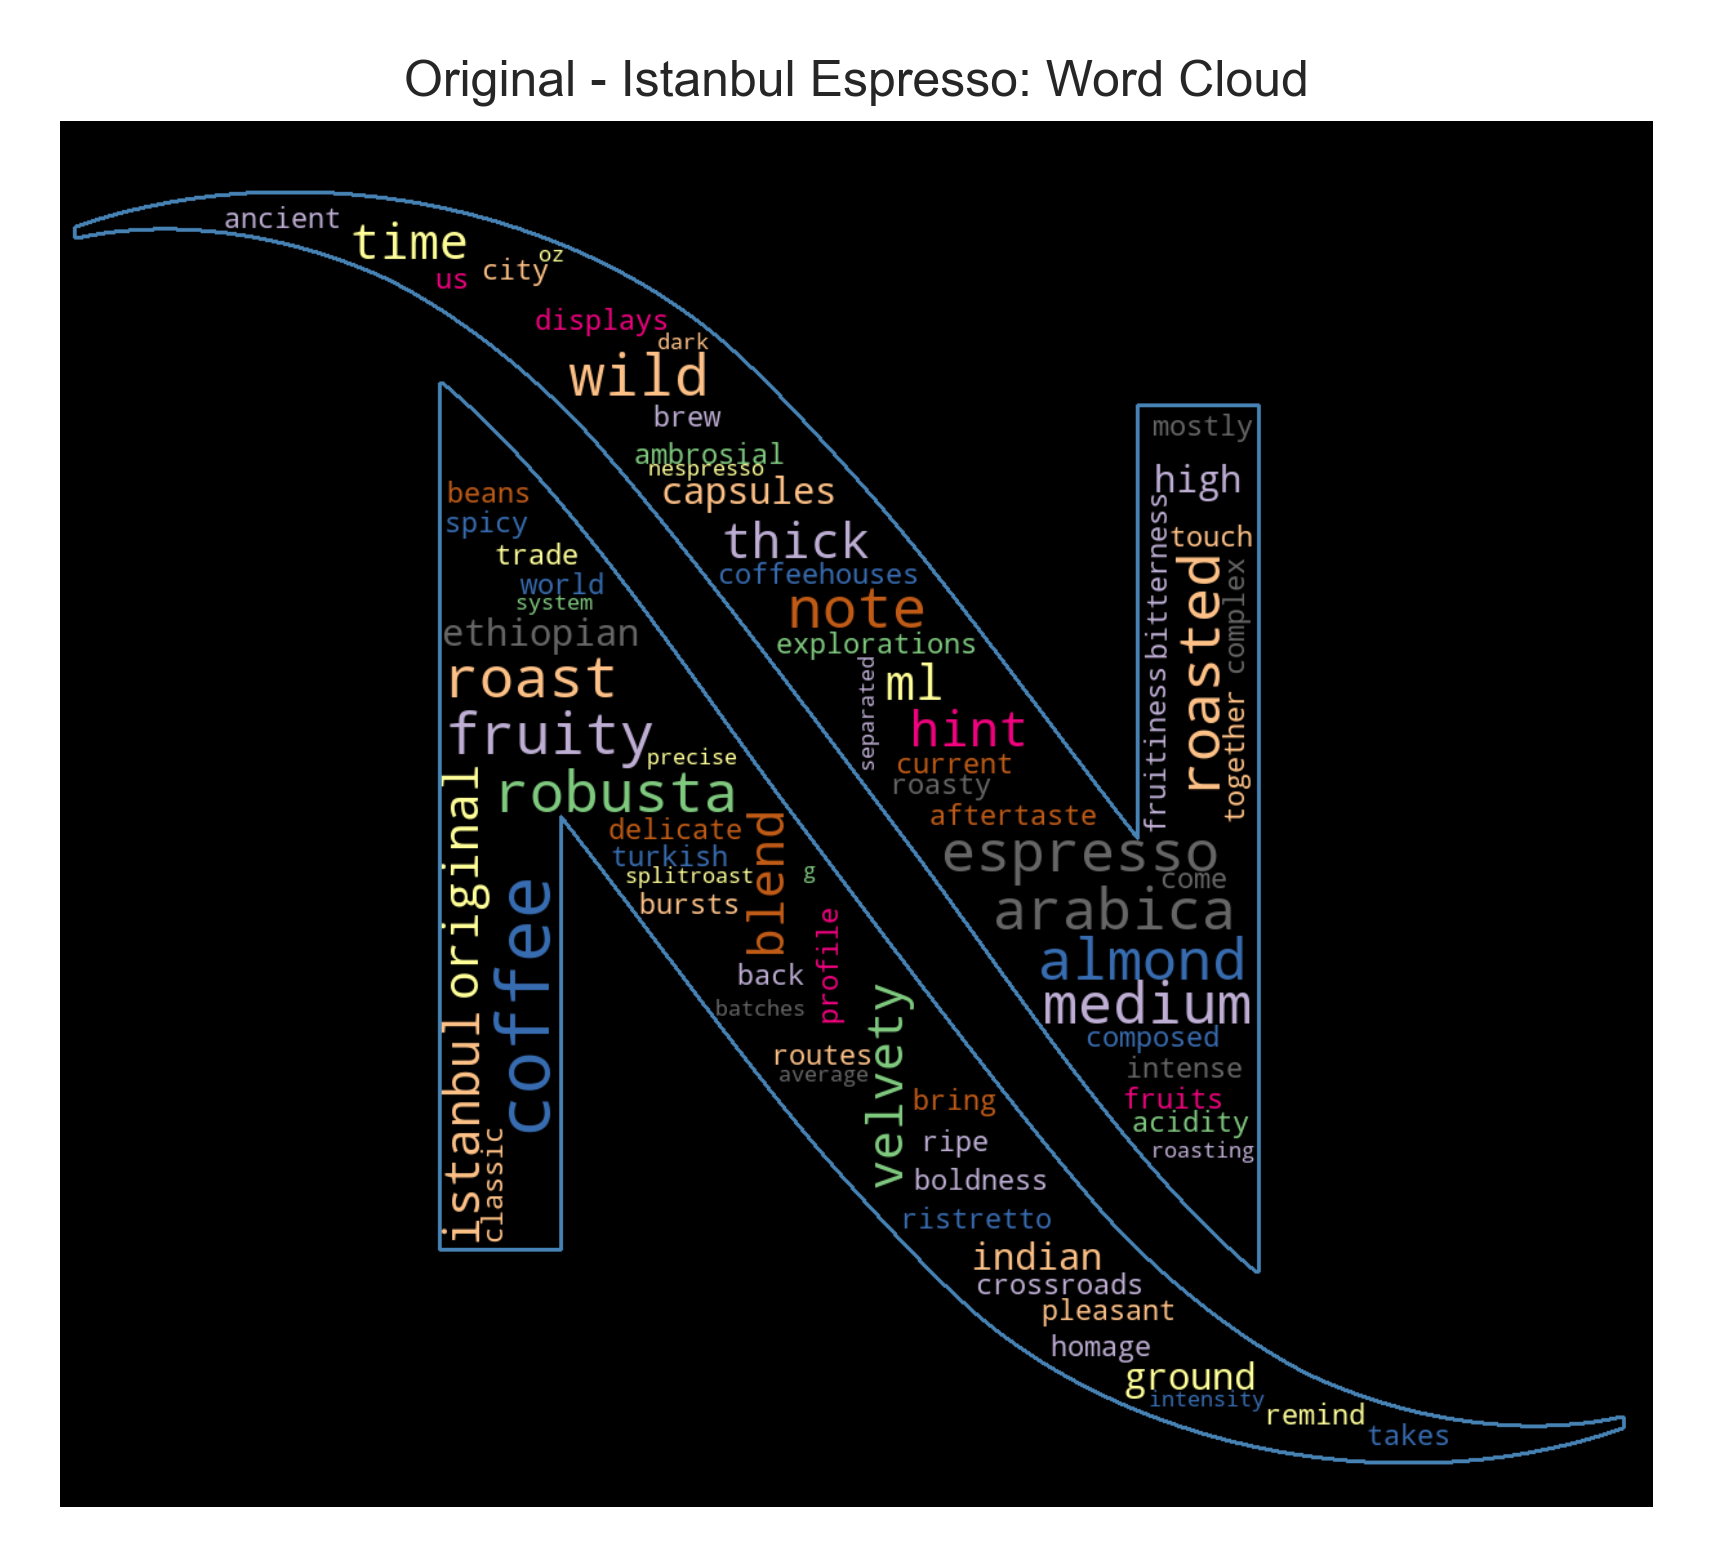 Original - Istanbul Espresso: Word Cloud
ancient
time
oz
us
city
displays
dark
wild
brew
ambrosial
nespresso
capsules
thick
coffeehouses
note
explorations
separated
ml
hint
current
roasty
aftertaste
espresso
come
arabica
almond
medium
composed
intense
fruits
acidity
roasting
mostly
high
bitterness
touch
roasted
complex
fruitiness
together
beans
spicy
trade
world
system
ethiopian
roast
fruity
precise
robusta
original
coffee
istanbul
classic
delicate
turkish
splitroast
bursts
blend
g
profile
back
batches
routes
average
velvety
bring
ripe
boldness
ristretto
indian
crossroads
pleasant
homage
ground
intensity
remind
takes